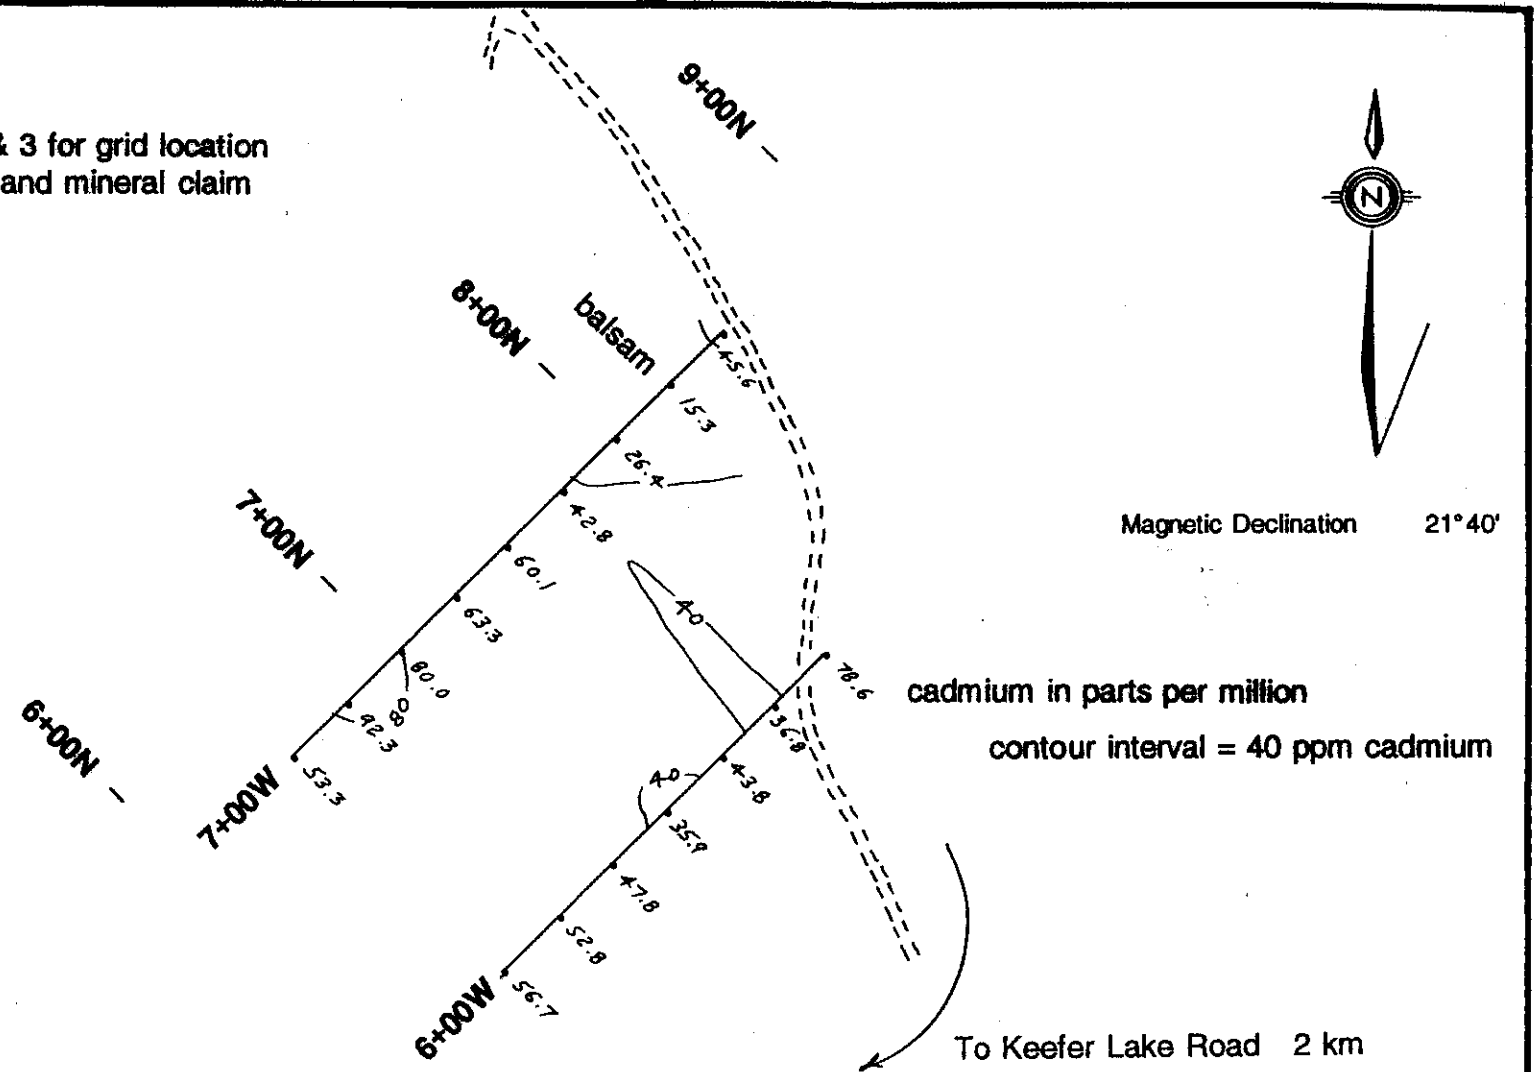 & 3 for grid location
and mineral claim
9+00N –
8+00N –
balsam
7+00N –
6+00N –
7+00W
6+00W
45.6
15.3
26.4
42.8
60.1
63.3
80.0
80
92.3
53.3
40
78.6
36.8
43.8
40
35.9
47.8
52.8
56.7
N
Magnetic Declination 21°40'
cadmium in parts per million
contour interval = 40 ppm cadmium
To Keefer Lake Road 2 km